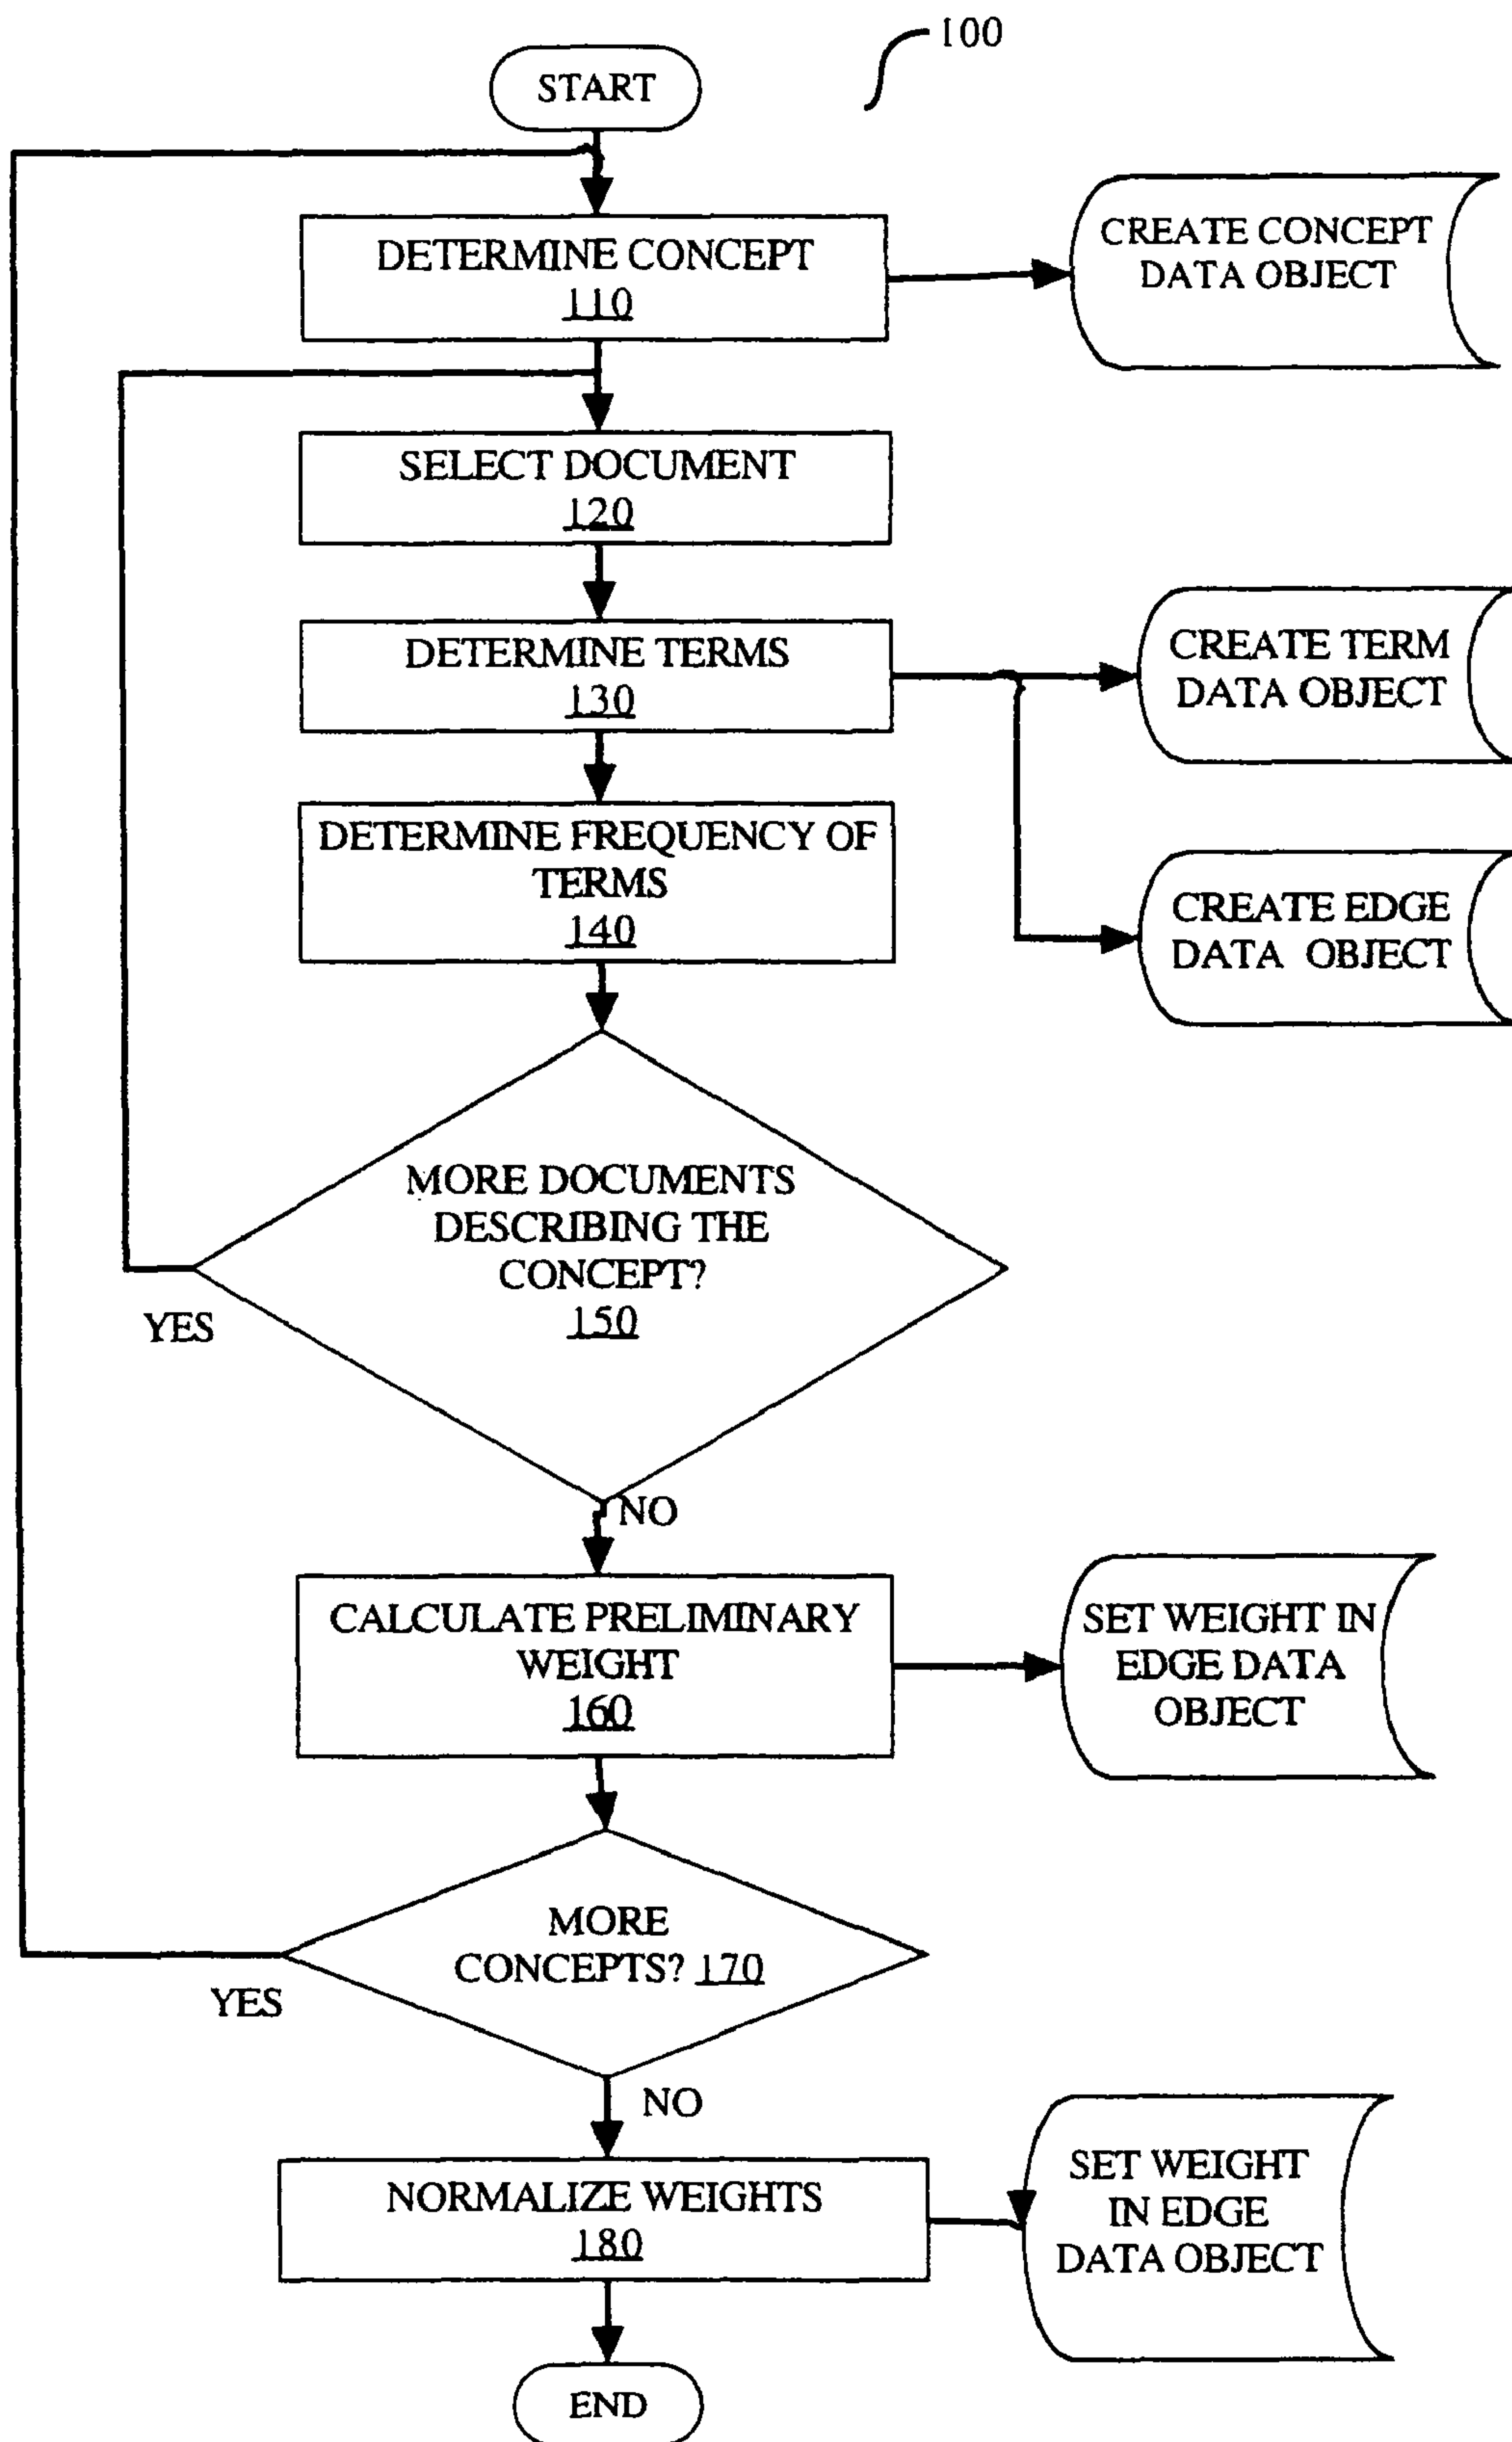 100
START
DETERMINE CONCEPT
110
CREATE CONCEPT
DATA OBJECT
SELECT DOCUMENT
120
DETERMINE TERMS
130
CREATE TERM
DATA OBJECT
DETERMINE FREQUENCY OF
TERMS
140
CREATE EDGE
DATA OBJECT
MORE DOCUMENTS
DESCRIBING THE
CONCEPT?
150
YES
NO
CALCULATE PRELIMINARY
WEIGHT
160
SET WEIGHT IN
EDGE DATA
OBJECT
MORE
CONCEPTS? 170
YES
NO
NORMALIZE WEIGHTS
180
SET WEIGHT
IN EDGE
DATA OBJECT
END